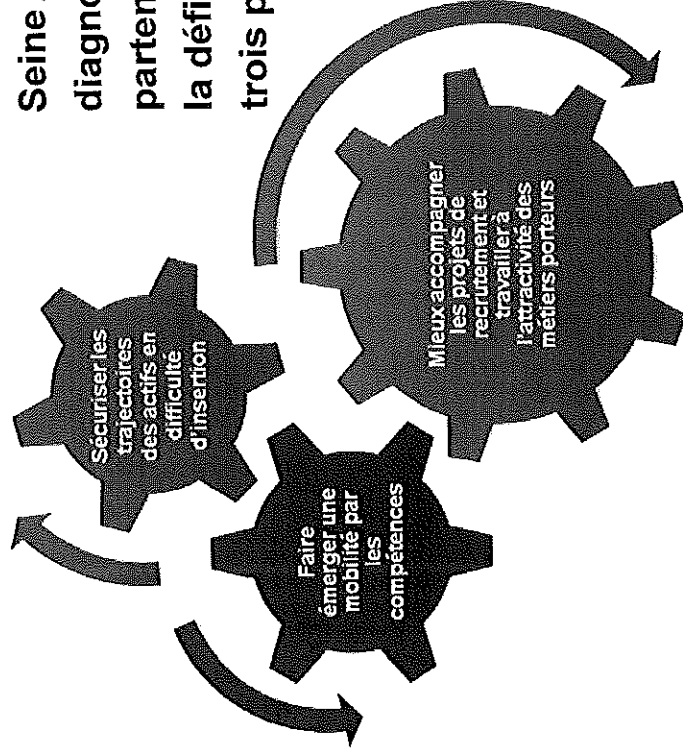 Seine
diagno
parten
la défi
trois p
Sécuriser les
trajectoires
des actifs en
difficulté
d'insertion
Faire
émerger une
mobilité par
les
compétences
Mieux accompagner
les projets de
recrutement et
travailler à
l'attractivité des
métiers porteurs